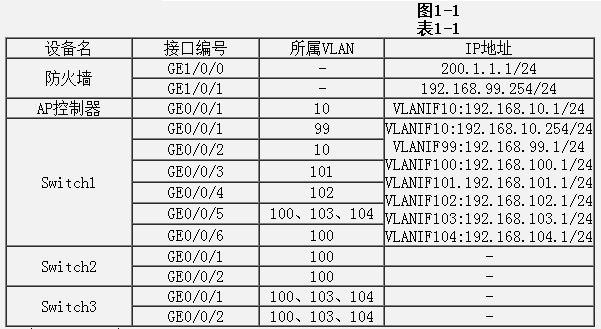 图1-1
表1-1
设备名 接口编号 所属VLAN IP地址
防火墙 GE1/0/0 - 200.1.1.1/24
GE1/0/1 - 192.168.99.254/24
AP控制器 GE0/0/1 10 VLANIF10:192.168.10.1/24
Switch1 GE0/0/1 99 VLANIF10:192.168.10.254/24
GE0/0/2 10 VLANIF99:192.168.99.1/24
GE0/0/3 101 VLANIF100:192.168.100.1/24
VLANIF101.192.168.101.1/24
GE0/0/4 102 VLANIF102:192.168.102.1/24
GE0/0/5 100、103、104 VLANIF103:192.168.103.1/24
GE0/0/6 100 VLANIF104:192.168.104.1/24
Switch2 GE0/0/1 100 -
GE0/0/2 100 -
Switch3 GE0/0/1 100、103、104 -
GE0/0/2 100、103、104 -